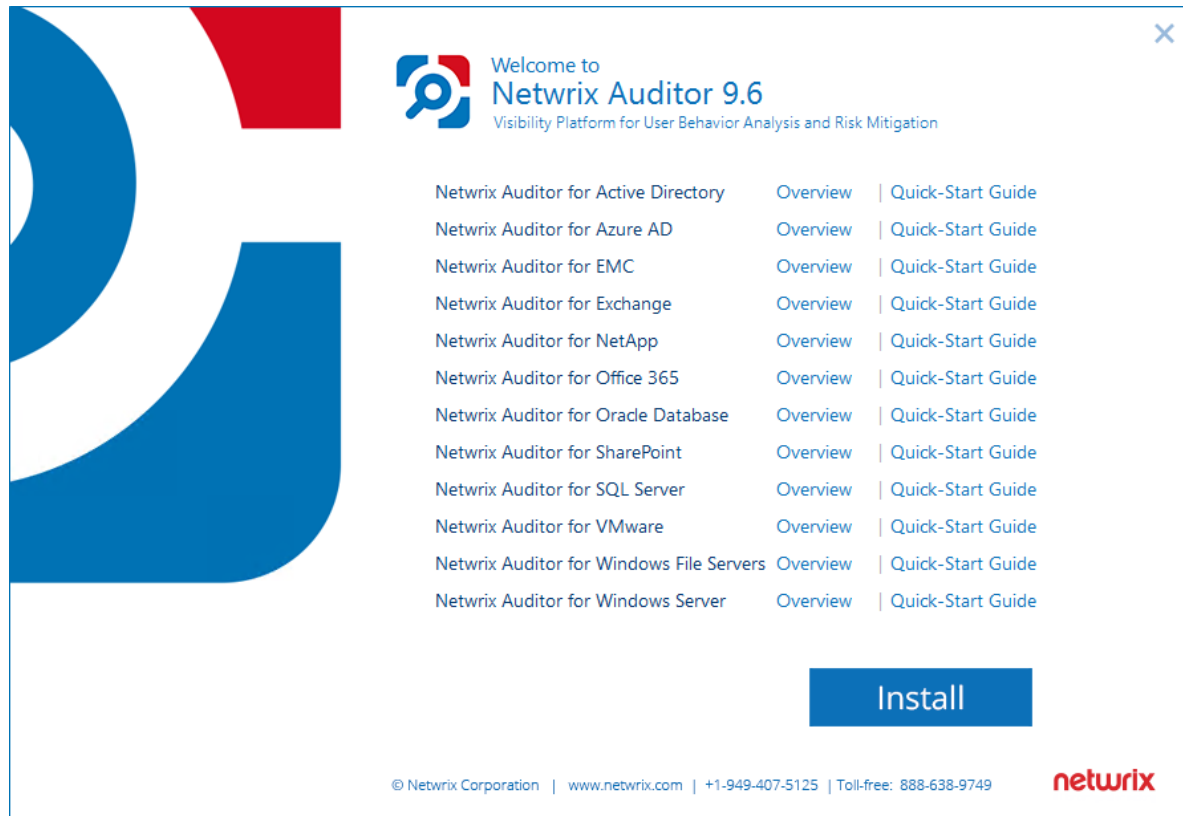 Welcome to
Netwrix Auditor 9.6
Visibility Platform for User Behavior Analysis and Risk Mitigation
Netwrix Auditor for Active Directory Overview | Quick-Start Guide
Netwrix Auditor for Azure AD Overview | Quick-Start Guide
Netwrix Auditor for EMC Overview | Quick-Start Guide
Netwrix Auditor for Exchange Overview | Quick-Start Guide
Netwrix Auditor for NetApp Overview | Quick-Start Guide
Netwrix Auditor for Office 365 Overview | Quick-Start Guide
Netwrix Auditor for Oracle Database Overview | Quick-Start Guide
Netwrix Auditor for SharePoint Overview | Quick-Start Guide
Netwrix Auditor for SQL Server Overview | Quick-Start Guide
Netwrix Auditor for VMware Overview | Quick-Start Guide
Netwrix Auditor for Windows File Servers Overview | Quick-Start Guide
Netwrix Auditor for Windows Server Overview | Quick-Start Guide
Install
© Netwrix Corporation | www.netwrix.com | +1-949-407-5125 | Toll-free: 888-638-9749 netwrix